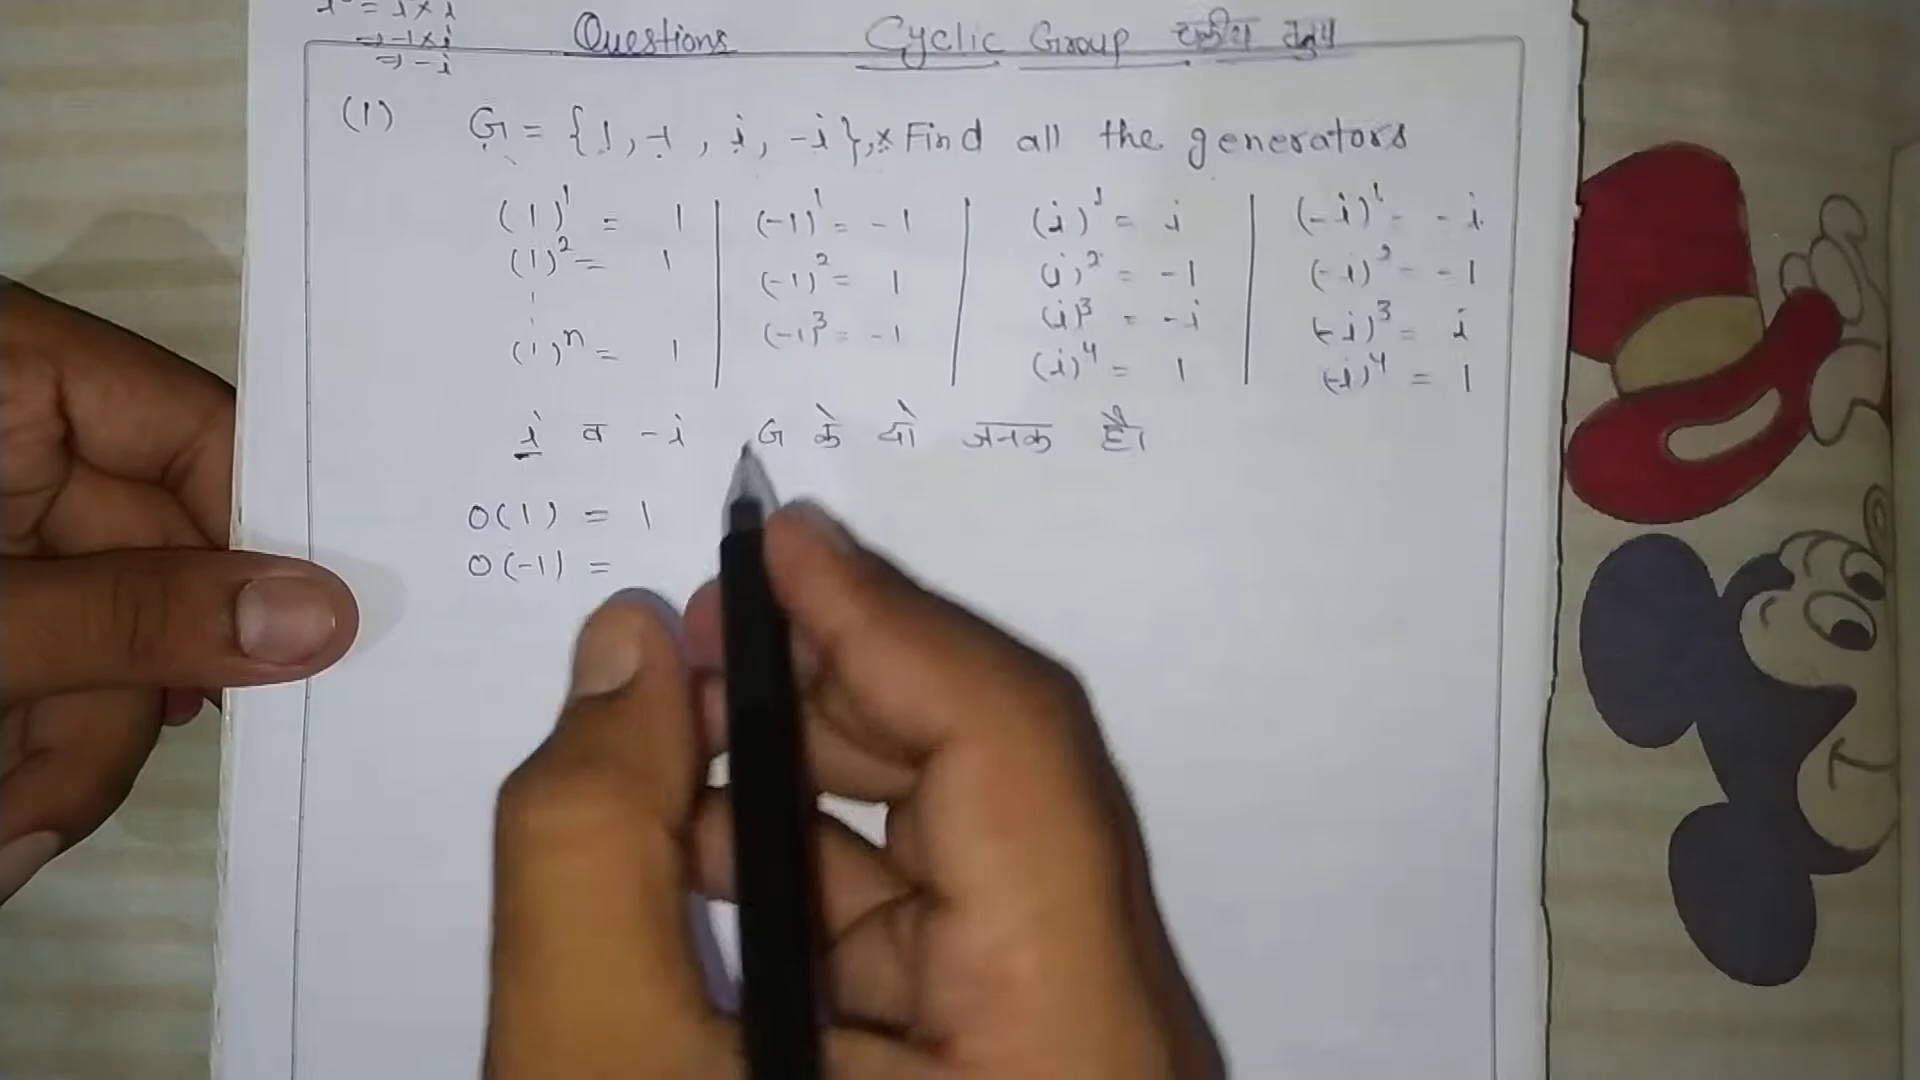 = i × i
⇒ -1×i
⇒ -i
Questions Cyclic Group चक्रीय समूह
(1) G = {1, -1, i, -i},× Find all the generators
(1)¹ = 1 | (-1)¹ = -1 | (i)¹ = i | (-i)¹ = -i
(1)² = 1 | (-1)² = 1 | (i)² = -1 | (-i)² = -1
(1)ⁿ = 1 | (-1)³ = -1 | (i)³ = -i | (-i)³ = i
(i)⁴ = 1 | (-i)⁴ = 1
i व -i G के दो जनक है।
O(1) = 1
O(-1) =